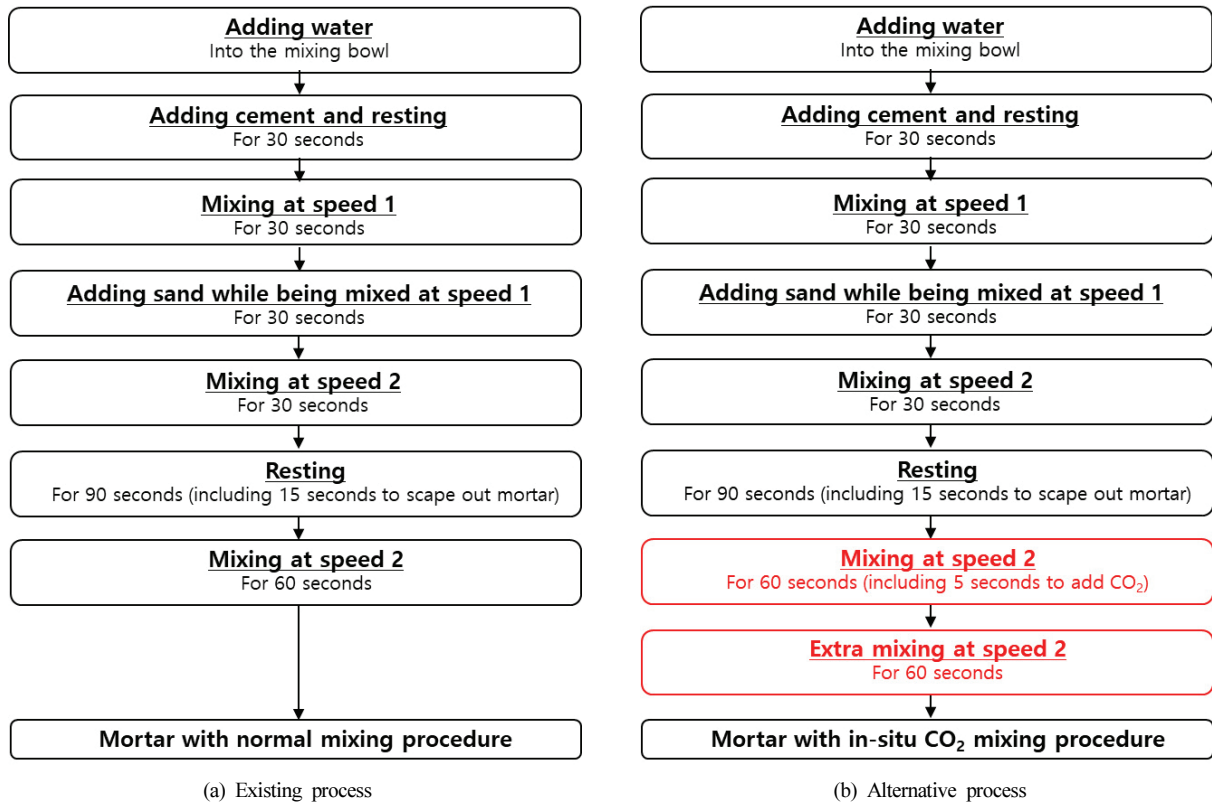 Adding water
Into the mixing bowl
Adding cement and resting
For 30 seconds
Mixing at speed 1
For 30 seconds
Adding sand while being mixed at speed 1
For 30 seconds
Mixing at speed 2
For 30 seconds
Resting
For 90 seconds (including 15 seconds to scape out mortar)
Mixing at speed 2
For 60 seconds
Mortar with normal mixing procedure
(a) Existing process
Adding water
Into the mixing bowl
Adding cement and resting
For 30 seconds
Mixing at speed 1
For 30 seconds
Adding sand while being mixed at speed 1
For 30 seconds
Mixing at speed 2
For 30 seconds
Resting
For 90 seconds (including 15 seconds to scape out mortar)
Mixing at speed 2
For 60 seconds (including 5 seconds to add CO₂)
Extra mixing at speed 2
For 60 seconds
Mortar with in-situ CO₂ mixing procedure
(b) Alternative process